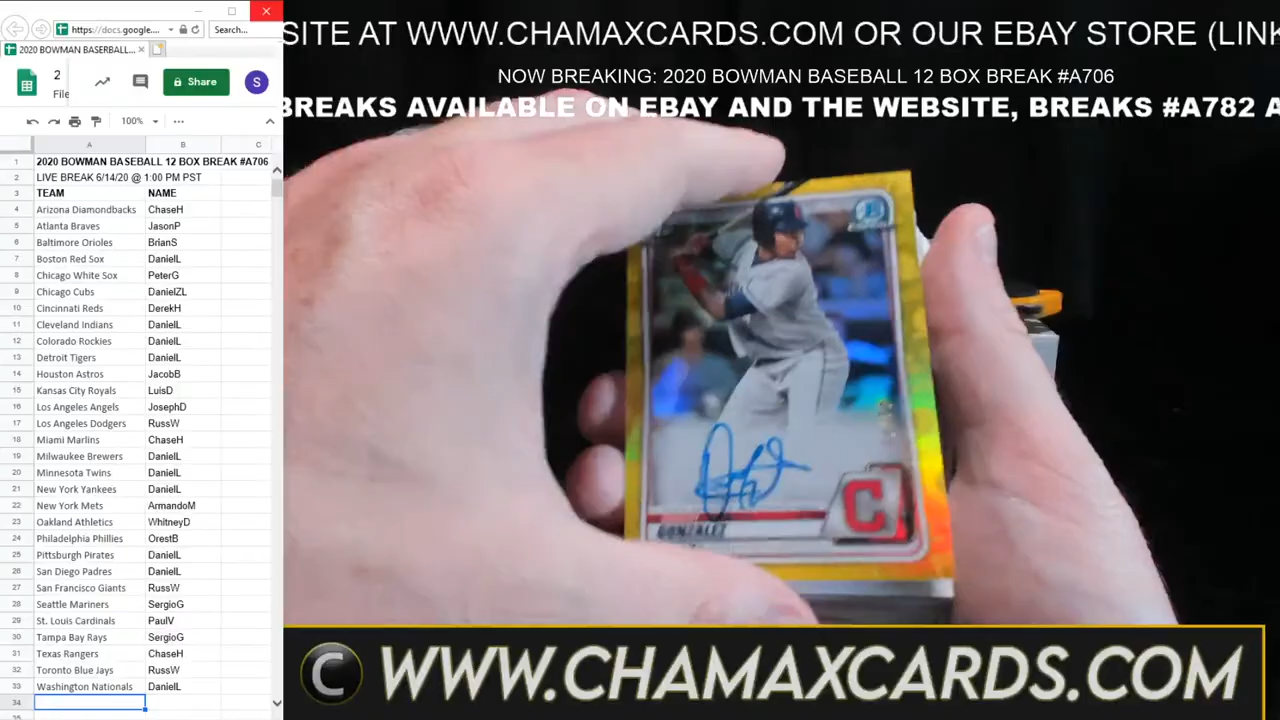 https://docs.google....
Search...
2020 BOWMAN BASEBALL...
2
File
Share
S
100%
A B C
1 2020 BOWMAN BASEBALL 12 BOX BREAK #A706
2 LIVE BREAK 6/14/20 @ 1:00 PM PST
3 TEAM NAME
4 Arizona Diamondbacks ChaseH
5 Atlanta Braves JasonP
6 Baltimore Orioles BrianS
7 Boston Red Sox DanielL
8 Chicago White Sox PeterG
9 Chicago Cubs DanielZL
10 Cincinnati Reds DerekH
11 Cleveland Indians DanielL
12 Colorado Rockies DanielL
13 Detroit Tigers DanielL
14 Houston Astros JacobB
15 Kansas City Royals LuisD
16 Los Angeles Angels JosephD
17 Los Angeles Dodgers RussW
18 Miami Marlins ChaseH
19 Milwaukee Brewers DanielL
20 Minnesota Twins DanielL
21 New York Yankees DanielL
22 New York Mets ArmandoM
23 Oakland Athletics WhitneyD
24 Philadelphia Phillies OrestB
25 Pittsburgh Pirates DanielL
26 San Diego Padres DanielL
27 San Francisco Giants RussW
28 Seattle Mariners SergioG
29 St. Louis Cardinals PaulV
30 Tampa Bay Rays SergioG
31 Texas Rangers ChaseH
32 Toronto Blue Jays RussW
33 Washington Nationals DanielL
34
SITE AT WWW.CHAMAXCARDS.COM OR OUR EBAY STORE (LINK
NOW BREAKING: 2020 BOWMAN BASEBALL 12 BOX BREAK #A706
BREAKS AVAILABLE ON EBAY AND THE WEBSITE, BREAKS #A782 A
C
GONZALEZ
C WWW.CHAMAXCARDS.COM